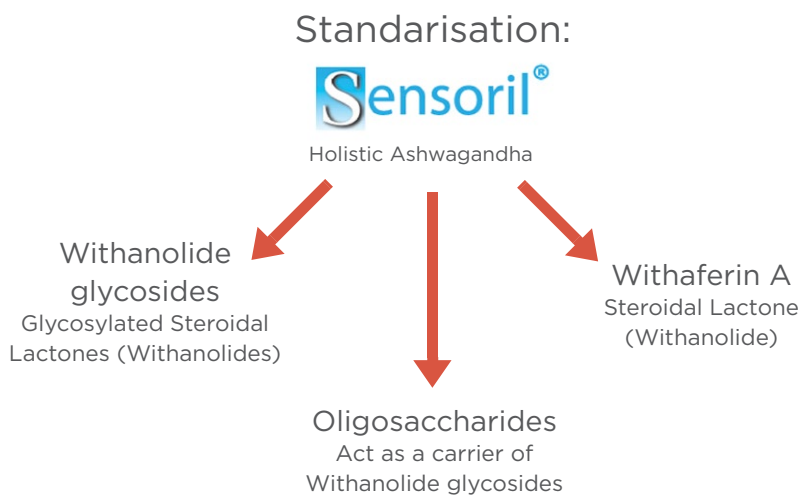 Standarisation:
Sensoril®
Holistic Ashwagandha
Withanolide
glycosides
Glycosylated Steroidal
Lactones (Withanolides)
Oligosaccharides
Act as a carrier of
Withanolide glycosides
Withaferin A
Steroidal Lactone
(Withanolide)